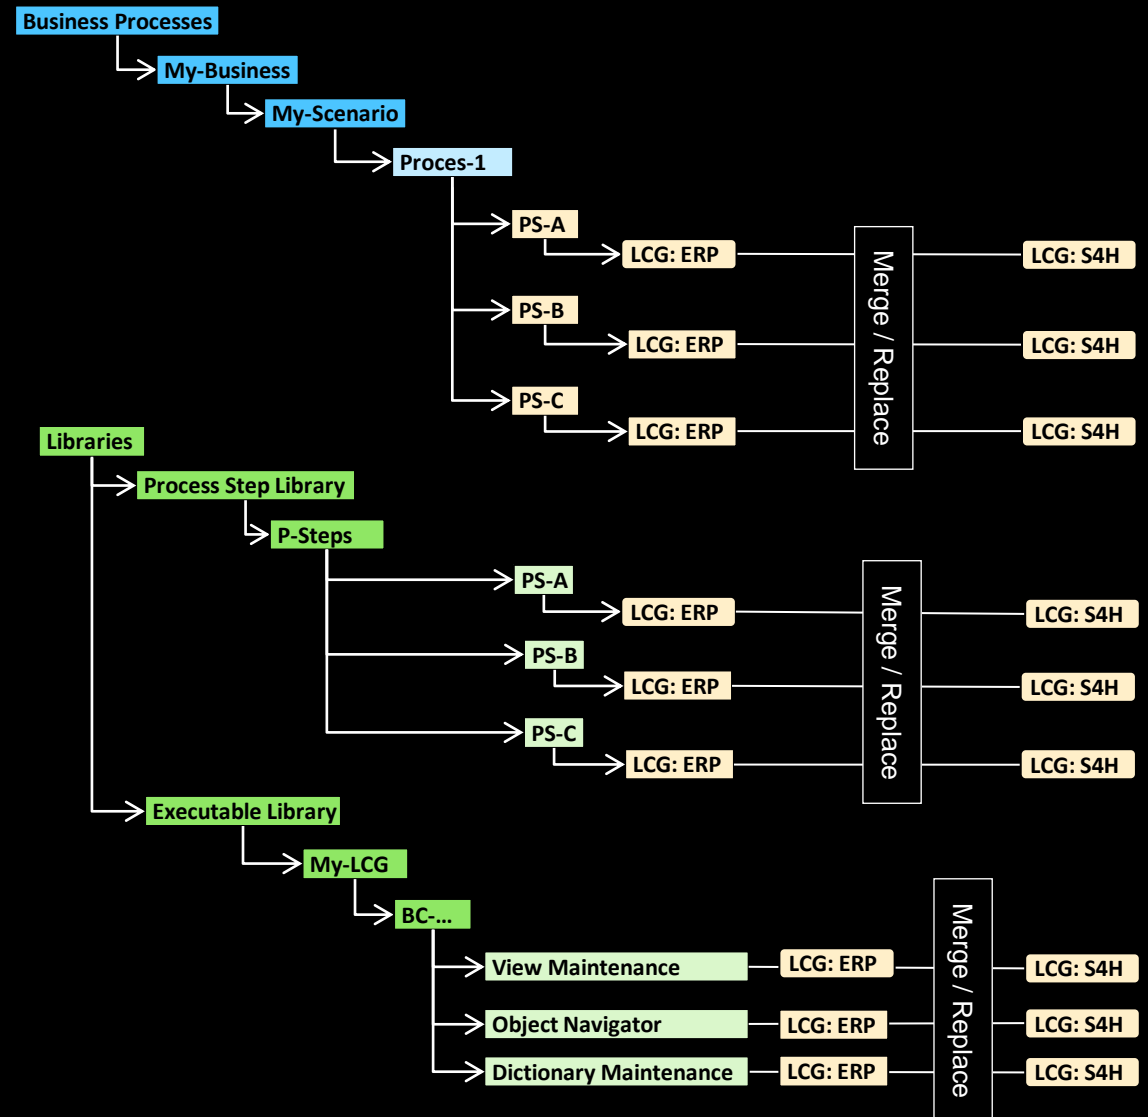 Business Processes
My-Business
My-Scenario
Proces-1
PS-A
LCG: ERP
LCG: S4H
PS-B
LCG: ERP
LCG: S4H
PS-C
LCG: ERP
LCG: S4H
Merge / Replace
Libraries
Process Step Library
P-Steps
PS-A
LCG: ERP
LCG: S4H
PS-B
LCG: ERP
LCG: S4H
PS-C
LCG: ERP
LCG: S4H
Merge / Replace
Executable Library
My-LCG
BC-...
View Maintenance
LCG: ERP
LCG: S4H
Object Navigator
LCG: ERP
LCG: S4H
Dictionary Maintenance
LCG: ERP
LCG: S4H
Merge / Replace